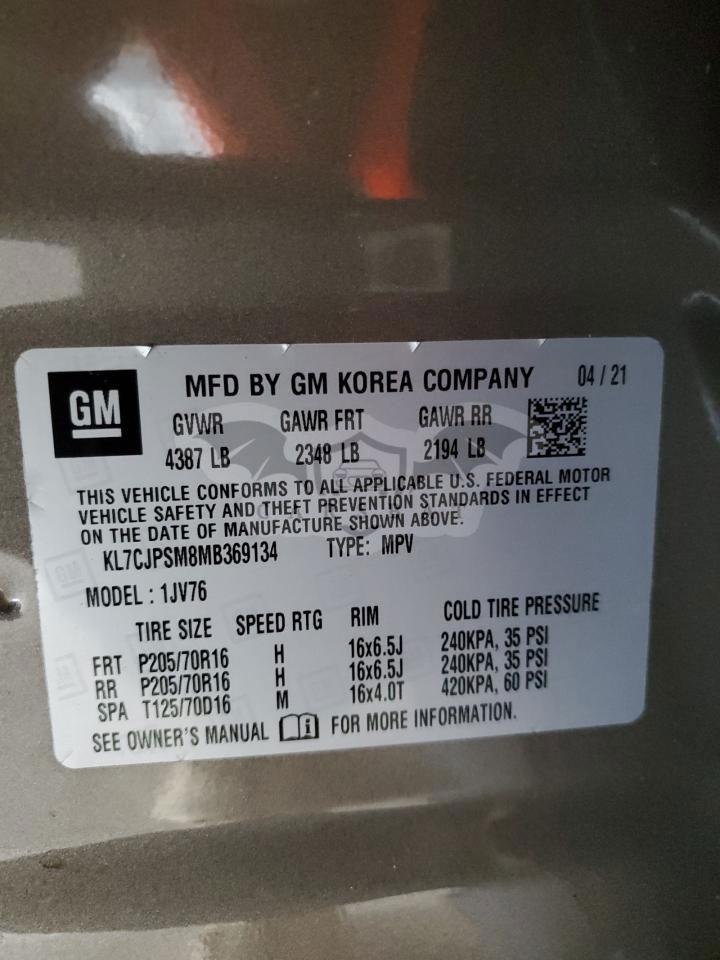 GM
MFD BY GM KOREA COMPANY 04 / 21
GVWR GAWR FRT GAWR RR
4387 LB 2348 LB 2194 LB
THIS VEHICLE CONFORMS TO ALL APPLICABLE U.S. FEDERAL MOTOR
VEHICLE SAFETY AND THEFT PREVENTION STANDARDS IN EFFECT
ON THE DATE OF MANUFACTURE SHOWN ABOVE.
KL7CJPSM8MB369134 TYPE: MPV
MODEL : 1JV76
TIRE SIZE SPEED RTG RIM COLD TIRE PRESSURE
FRT P205/70R16 H 16x6.5J 240KPA, 35 PSI
RR P205/70R16 H 16x6.5J 240KPA, 35 PSI
SPA T125/70D16 M 16x4.0T 420KPA, 60 PSI
SEE OWNER'S MANUAL FOR MORE INFORMATION.